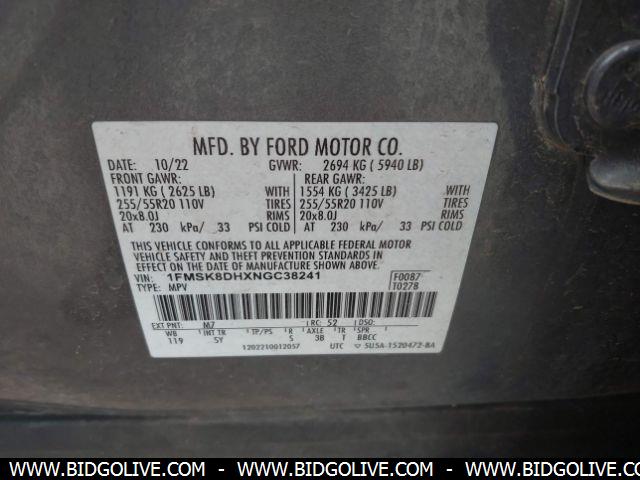 MFD. BY FORD MOTOR CO.
DATE: 10/22 GVWR: 2694 KG ( 5940 LB)
FRONT GAWR: REAR GAWR:
1191 KG ( 2625 LB) WITH 1554 KG ( 3425 LB) WITH
255/55R20 110V TIRES 255/55R20 110V TIRES
20x8.0J RIMS 20x8.0J RIMS
AT 230 kPa/ 33 PSI COLD AT 230 kPa/ 33 PSI COLD
THIS VEHICLE CONFORMS TO ALL APPLICABLE FEDERAL MOTOR
VEHICLE SAFETY AND THEFT PREVENTION STANDARDS IN
EFFECT ON THE DATE OF MANUFACTURE SHOWN ABOVE.
VIN: 1FMSK8DHXNGC38241 F0087
TYPE: MPV T0278
EXT PNT: M7 RC: 52 DSO:
WB INT TR TP/PS R AXLE TR SPR
119 5Y S 3B T BBCC
1202210012057 UTC ▽ 5U5A-1520472-BA
WWW.BIDGOLIVE.COM - WWW.BIDGOLIVE.COM - WWW.BIDGOLIVE.COM